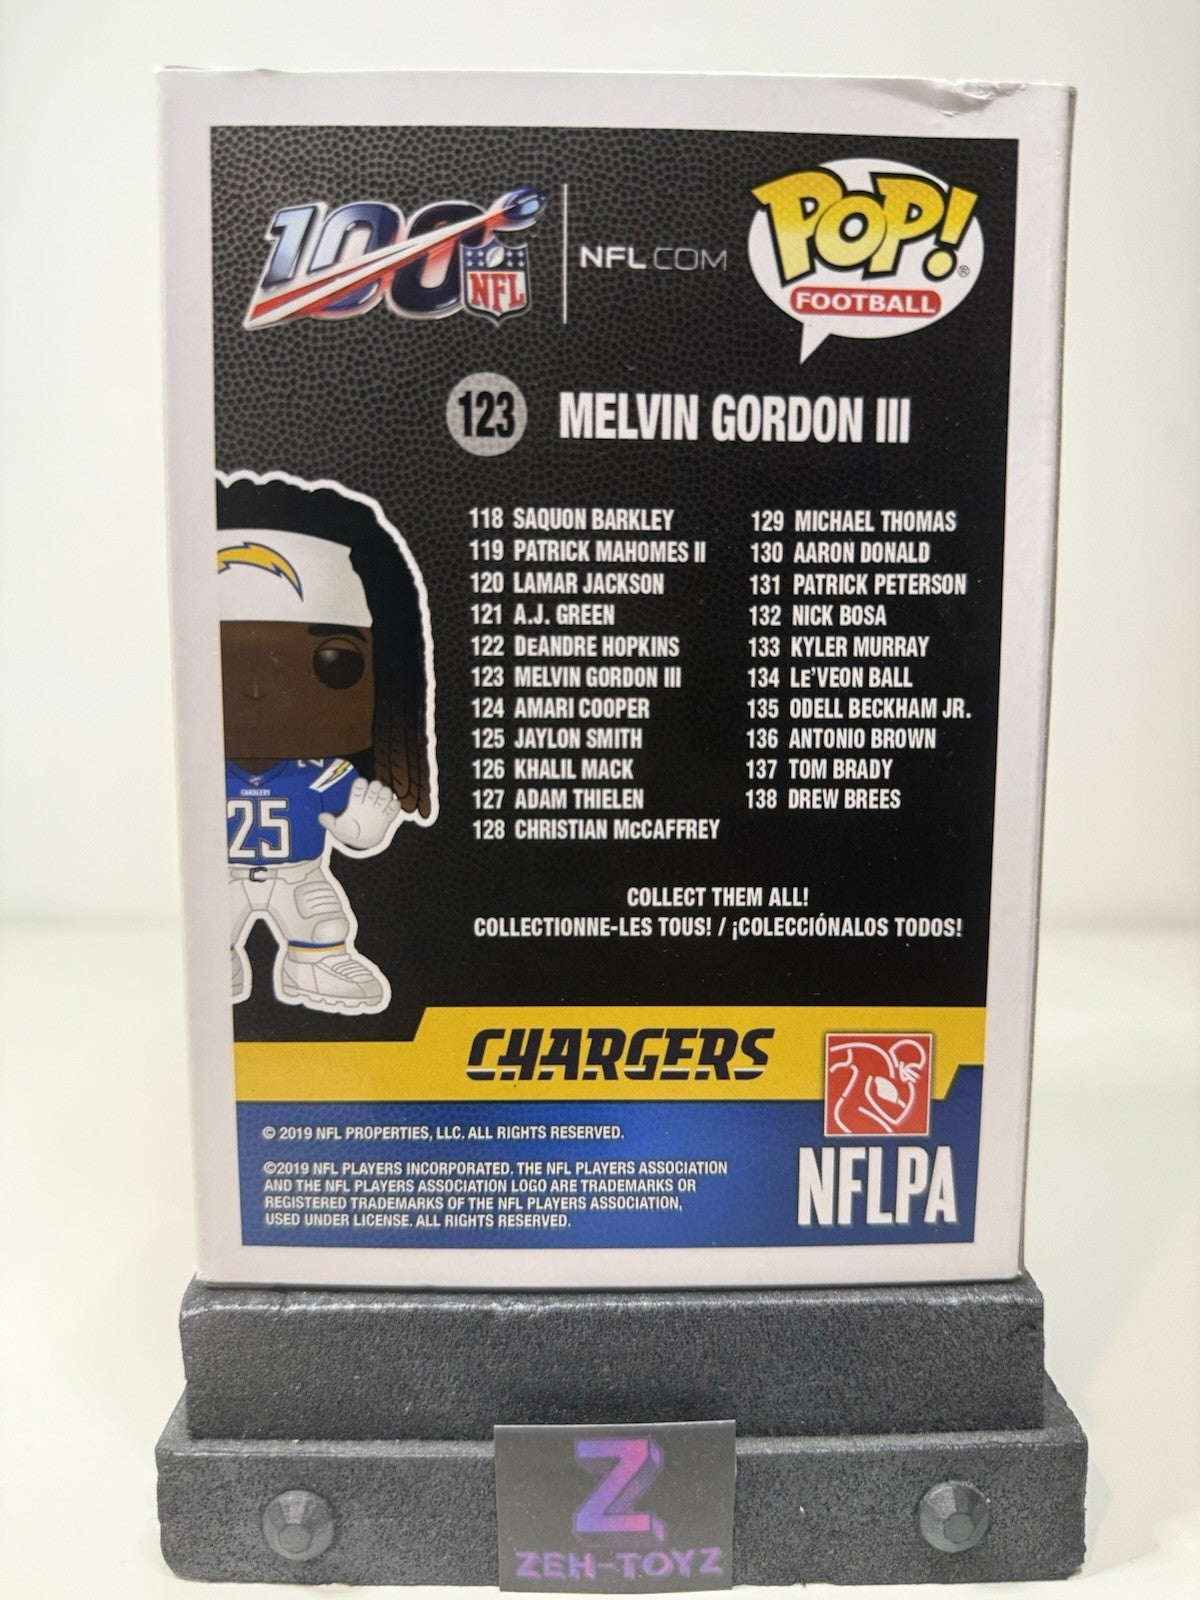 100
NFL
NFL.COM
POP!
®
FOOTBALL
123 MELVIN GORDON III
118 SAQUON BARKLEY
119 PATRICK MAHOMES II
120 LAMAR JACKSON
121 A.J. GREEN
122 DEANDRE HOPKINS
123 MELVIN GORDON III
124 AMARI COOPER
125 JAYLON SMITH
126 KHALIL MACK
127 ADAM THIELEN
128 CHRISTIAN McCAFFREY
129 MICHAEL THOMAS
130 AARON DONALD
131 PATRICK PETERSON
132 NICK BOSA
133 KYLER MURRAY
134 LE'VEON BALL
135 ODELL BECKHAM JR.
136 ANTONIO BROWN
137 TOM BRADY
138 DREW BREES
CHARGERS
25
COLLECT THEM ALL!
COLLECTIONNE-LES TOUS! / ¡COLECCIÓNALOS TODOS!
CHARGERS
© 2019 NFL PROPERTIES, LLC. ALL RIGHTS RESERVED.
©2019 NFL PLAYERS INCORPORATED. THE NFL PLAYERS ASSOCIATION
AND THE NFL PLAYERS ASSOCIATION LOGO ARE TRADEMARKS OR
REGISTERED TRADEMARKS OF THE NFL PLAYERS ASSOCIATION,
USED UNDER LICENSE. ALL RIGHTS RESERVED.
NFLPA
Z
ZEH-TOYZ